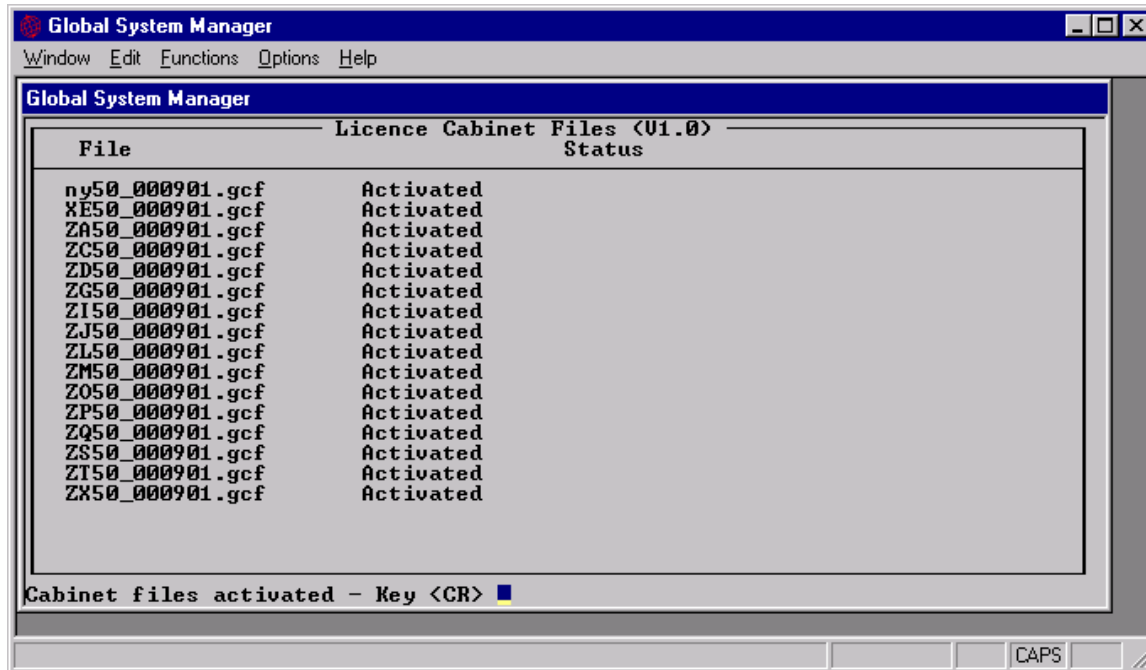 Global System Manager
Window Edit Functions Options Help
Global System Manager
Licence Cabinet Files (V1.0)
File Status
ny50_000901.gcf Activated
XE50_000901.gcf Activated
ZA50_000901.gcf Activated
ZC50_000901.gcf Activated
ZD50_000901.gcf Activated
ZG50_000901.gcf Activated
ZI50_000901.gcf Activated
ZJ50_000901.gcf Activated
ZL50_000901.gcf Activated
ZM50_000901.gcf Activated
ZO50_000901.gcf Activated
ZP50_000901.gcf Activated
ZQ50_000901.gcf Activated
ZS50_000901.gcf Activated
ZT50_000901.gcf Activated
ZX50_000901.gcf Activated
Cabinet files activated - Key <CR>
CAPS